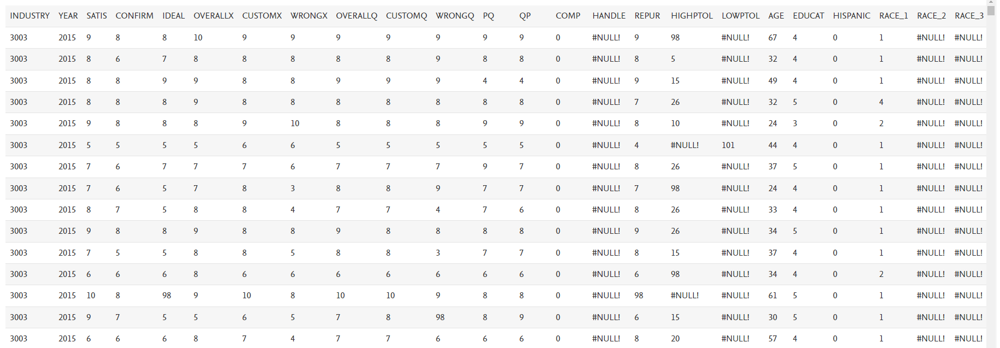 INDUSTRY YEAR SATIS CONFIRM IDEAL OVERALLX CUSTOMX WRONGX OVERALLQ CUSTOMQ WRONGQ PQ QP COMP HANDLE REPUR HIGHPTOL LOWPTOL AGE EDUCAT HISPANIC RACE_1 RACE_2 RACE_3
3003 2015 9 8 8 10 9 9 9 9 9 9 9 0 #NULL! 9 98 #NULL! 67 4 0 1 #NULL! #NULL!
3003 2015 8 6 7 8 8 8 8 8 9 8 8 0 #NULL! 8 5 #NULL! 32 4 0 1 #NULL! #NULL!
3003 2015 8 8 9 9 8 8 9 9 9 4 4 0 #NULL! 9 15 #NULL! 49 4 0 1 #NULL! #NULL!
3003 2015 8 8 8 9 8 8 8 8 8 8 8 0 #NULL! 7 26 #NULL! 32 5 0 4 #NULL! #NULL!
3003 2015 9 8 8 8 9 10 8 8 8 9 9 0 #NULL! 8 10 #NULL! 24 3 0 2 #NULL! #NULL!
3003 2015 5 5 5 5 6 6 5 5 5 5 5 0 #NULL! 4 #NULL! 101 44 4 0 1 #NULL! #NULL!
3003 2015 7 6 7 7 7 6 7 7 7 9 7 0 #NULL! 8 26 #NULL! 37 5 0 1 #NULL! #NULL!
3003 2015 7 6 5 7 8 3 8 8 9 7 7 0 #NULL! 7 98 #NULL! 24 4 0 1 #NULL! #NULL!
3003 2015 8 7 5 8 8 4 7 7 4 7 6 0 #NULL! 8 26 #NULL! 33 4 0 1 #NULL! #NULL!
3003 2015 9 8 8 9 8 8 9 8 8 8 8 0 #NULL! 9 26 #NULL! 34 5 0 1 #NULL! #NULL!
3003 2015 7 5 5 8 8 5 8 8 3 7 7 0 #NULL! 8 15 #NULL! 37 4 0 1 #NULL! #NULL!
3003 2015 6 6 6 8 6 6 6 6 6 6 6 0 #NULL! 6 98 #NULL! 34 4 0 2 #NULL! #NULL!
3003 2015 10 8 98 9 10 8 10 10 9 8 8 0 #NULL! 98 #NULL! #NULL! 61 5 0 1 #NULL! #NULL!
3003 2015 9 7 5 5 6 5 7 8 98 8 9 0 #NULL! 6 15 #NULL! 30 5 0 1 #NULL! #NULL!
3003 2015 6 6 6 8 7 4 7 7 6 6 6 0 #NULL! 8 20 #NULL! 57 4 0 1 #NULL! #NULL!